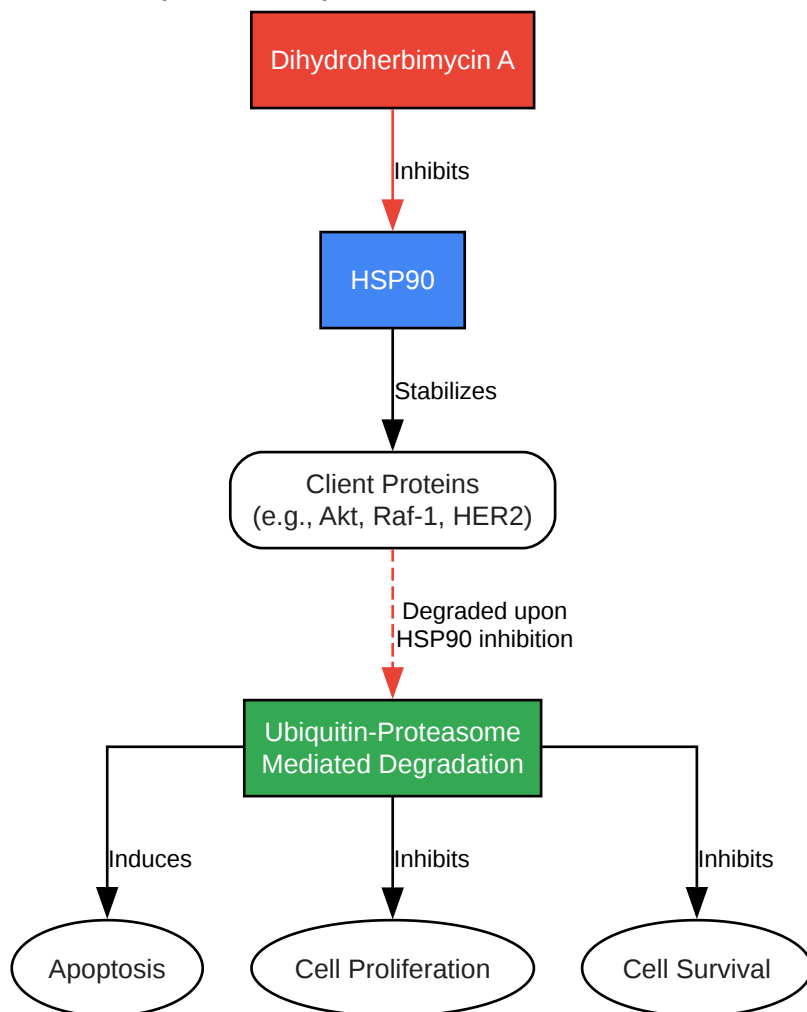 Dihydroherbimycin A
Inhibits
HSP90
Stabilizes
Client Proteins
(e.g., Akt, Raf-1, HER2)
Degraded upon
HSP90 inhibition
Ubiquitin-Proteasome
Mediated Degradation
Induces
Inhibits
Inhibits
Apoptosis
Cell Proliferation
Cell Survival